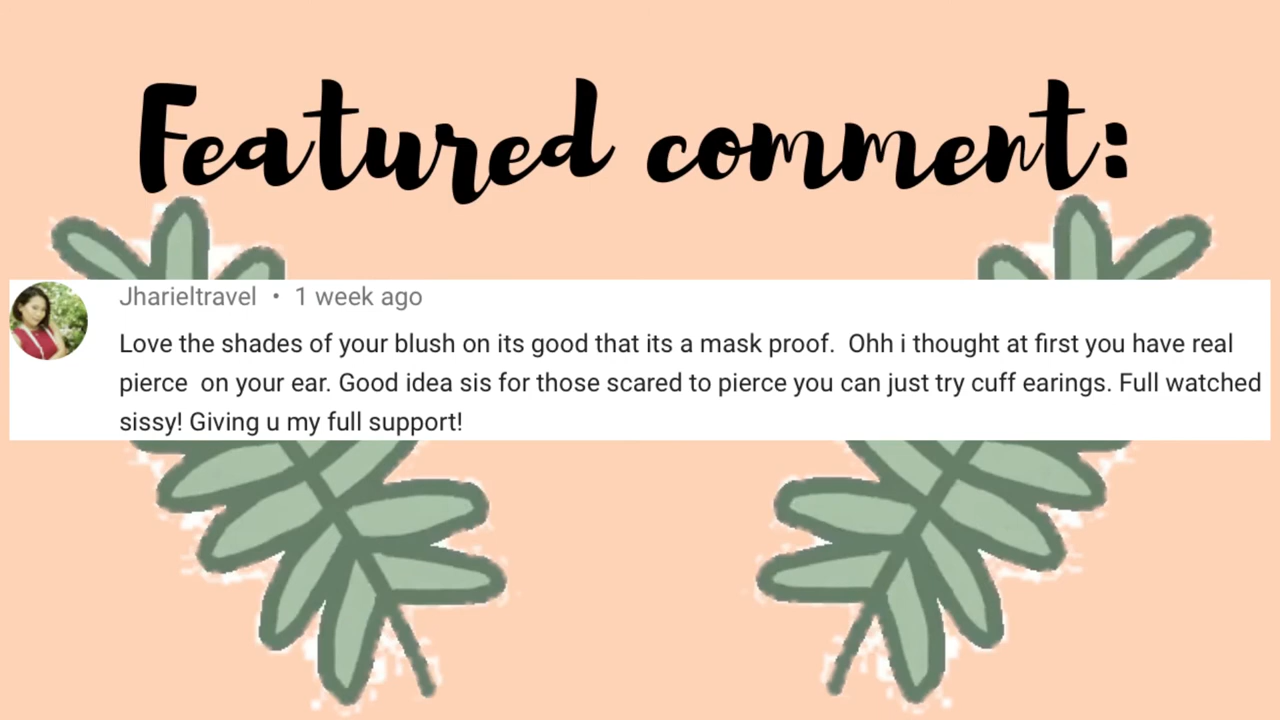 Featured comment:
Jharieltravel • 1 week ago
Love the shades of your blush on its good that its a mask proof.  Ohh i thought at first you have real
pierce  on your ear. Good idea sis for those scared to pierce you can just try cuff earings. Full watched
sissy! Giving u my full support!